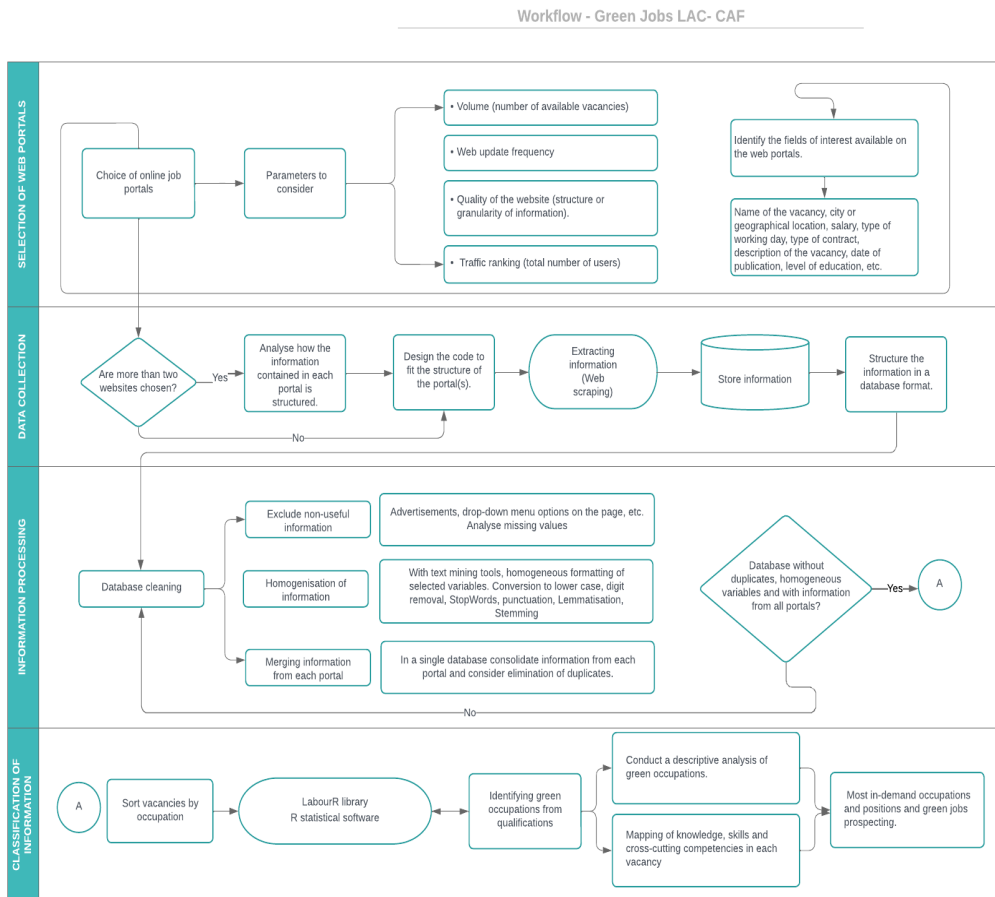 Workflow - Green Jobs LAC- CAF
SELECTION OF WEB PORTALS
Choice of online job
portals
Parameters to
consider
• Volume (number of available vacancies)
• Web update frequency
• Quality of the website (structure or
granularity of information).
• Traffic ranking (total number of users)
Identify the fields of interest available on
the web portals.
Name of the vacancy, city or
geographical location, salary, type of
working day, type of contract,
description of the vacancy, date of
publication, level of education, etc.
DATA COLLECTION
Are more than two
websites chosen?
Yes
No
Analyse how the
information
contained in each
portal is
structured.
Design the code to
fit the structure of
the portal(s).
Extracting
information
(Web
scraping)
Store information
Structure the
information in a
database format.
INFORMATION PROCESSING
Database cleaning
Exclude non-useful
information
Advertisements, drop-down menu options on the page, etc.
Analyse missing values
Homogenisation of
information
With text mining tools, homogeneous formatting of
selected variables. Conversion to lower case, digit
removal, StopWords, punctuation, Lemmatisation,
Stemming
Merging information
from each portal
In a single database consolidate information from each
portal and consider elimination of duplicates.
Database without
duplicates, homogeneous
variables and with information
from all portals?
Yes
A
No
CLASSIFICATION OF
INFORMATION
A
Sort vacancies by
occupation
LabourR library
R statistical software
Identifying green
occupations from
qualifications
Conduct a descriptive analysis of
green occupations.
Mapping of knowledge, skills and
cross-cutting competencies in each
vacancy
Most in-demand occupations
and positions and green jobs
prospecting.